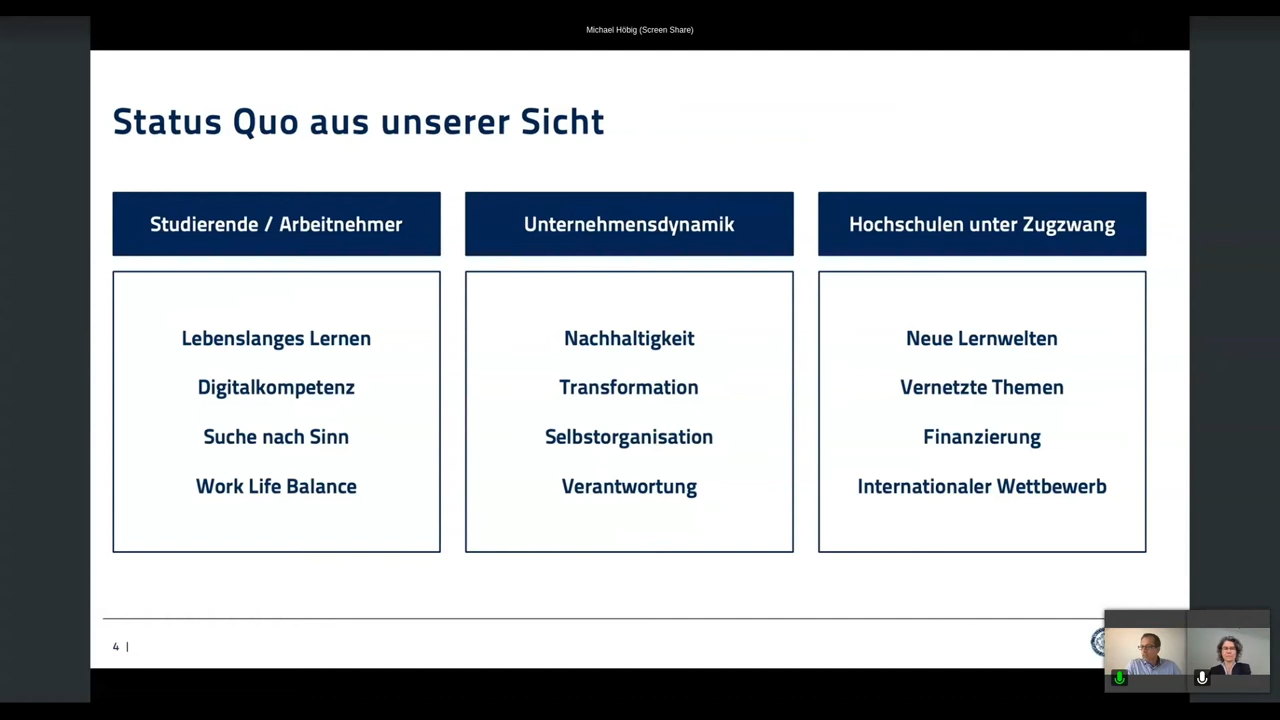 Michael Höbig (Screen Share)
Status Quo aus unserer Sicht
Studierende / Arbeitnehmer
Lebenslanges Lernen
Digitalkompetenz
Suche nach Sinn
Work Life Balance
Unternehmensdynamik
Nachhaltigkeit
Transformation
Selbstorganisation
Verantwortung
Hochschulen unter Zugzwang
Neue Lernwelten
Vernetzte Themen
Finanzierung
Internationaler Wettbewerb
4 |